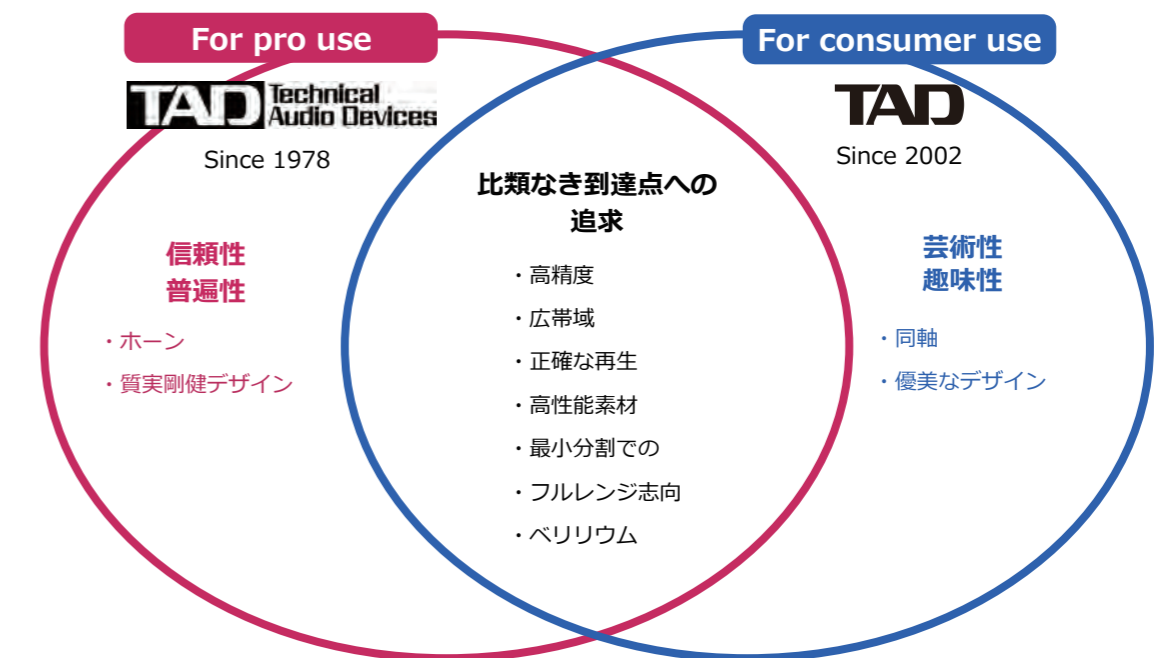 For pro use
TAD Technical
Audio Devices
Since 1978
信頼性
普遍性
・ホーン
・質実剛健デザイン
比類なき到達点への
追求
・高精度
・広帯域
・正確な再生
・高性能素材
・最小分割での
・フルレンジ志向
・ベリリウム
For consumer use
TAD
Since 2002
芸術性
趣味性
・同軸
・優美なデザイン